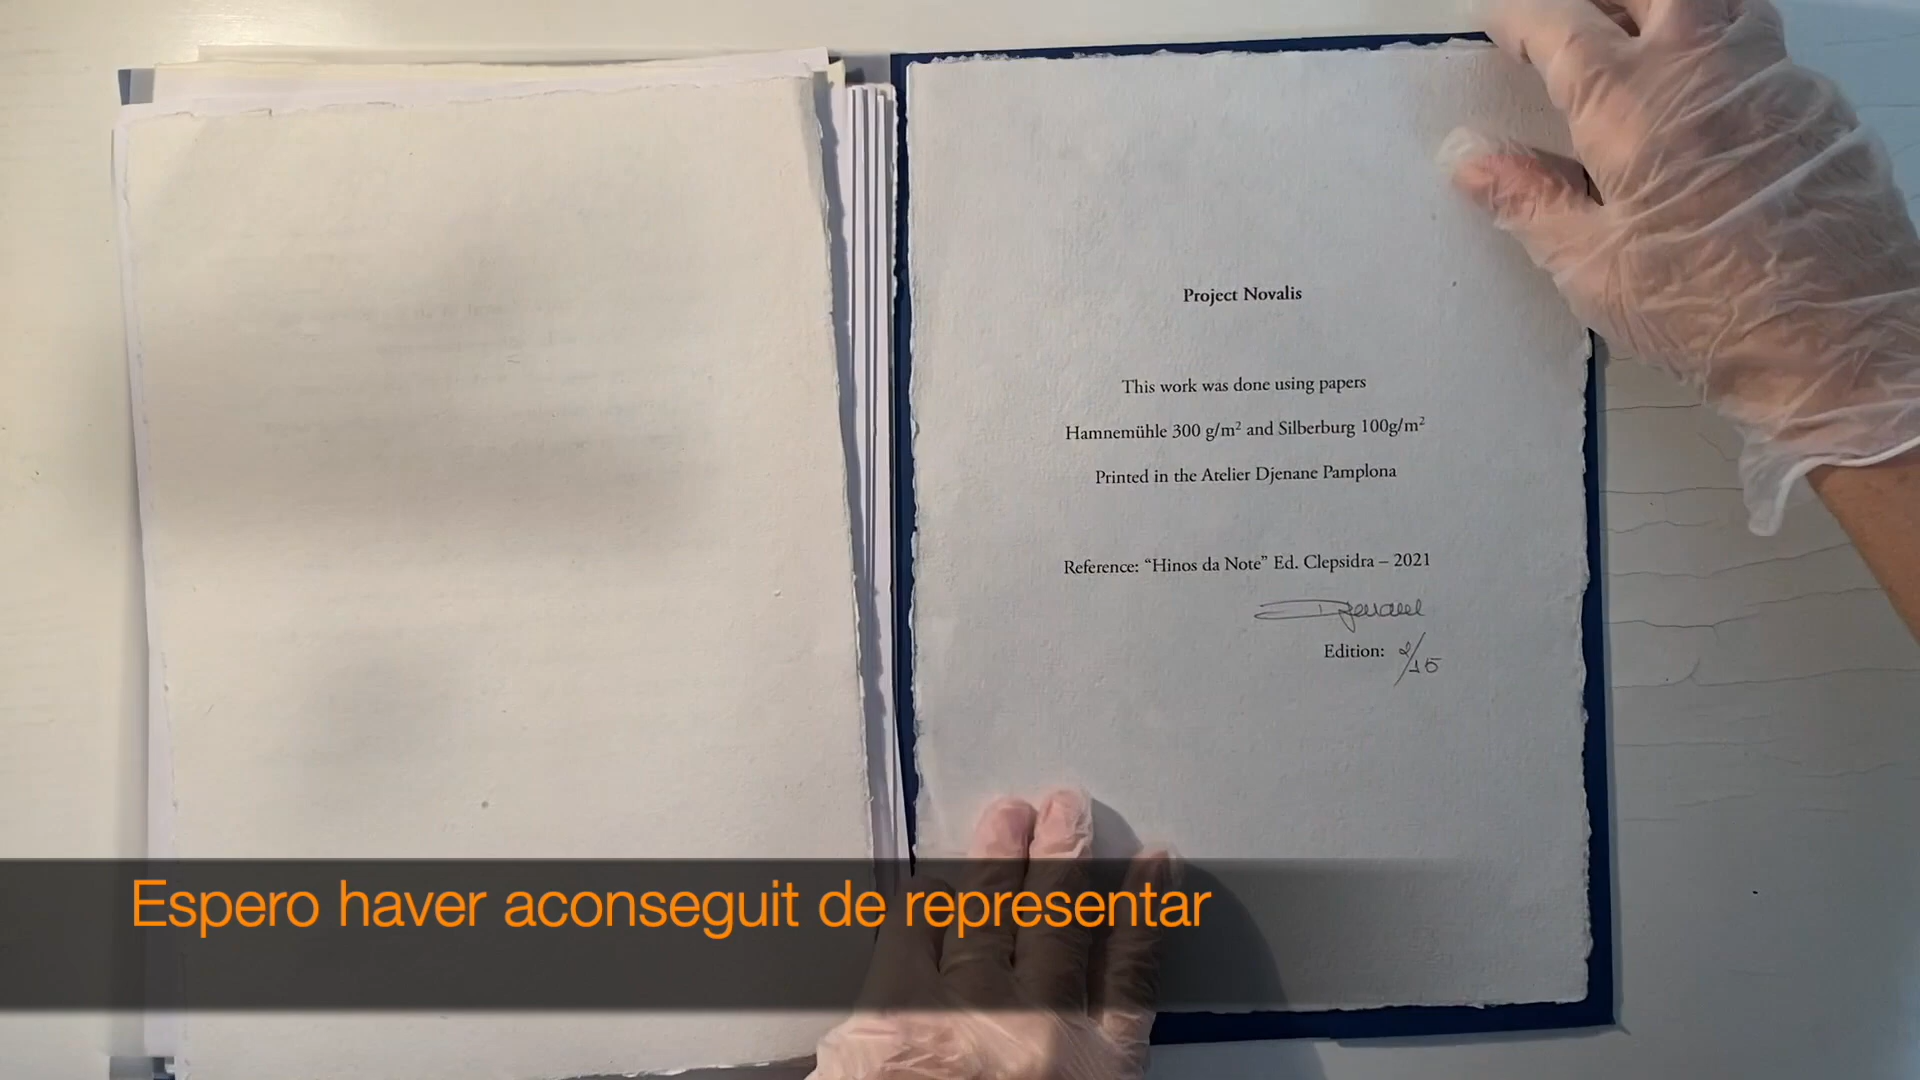 Project Novalis
This work was done using papers
Hamnemühle 300 g/m² and Silberburg 100g/m²
Printed in the Atelier Djenane Pamplona
Reference: “Hinos da Note” Ed. Clepsidra – 2021
Djenane
Edition: 2/15
Espero haver aconseguit de representar